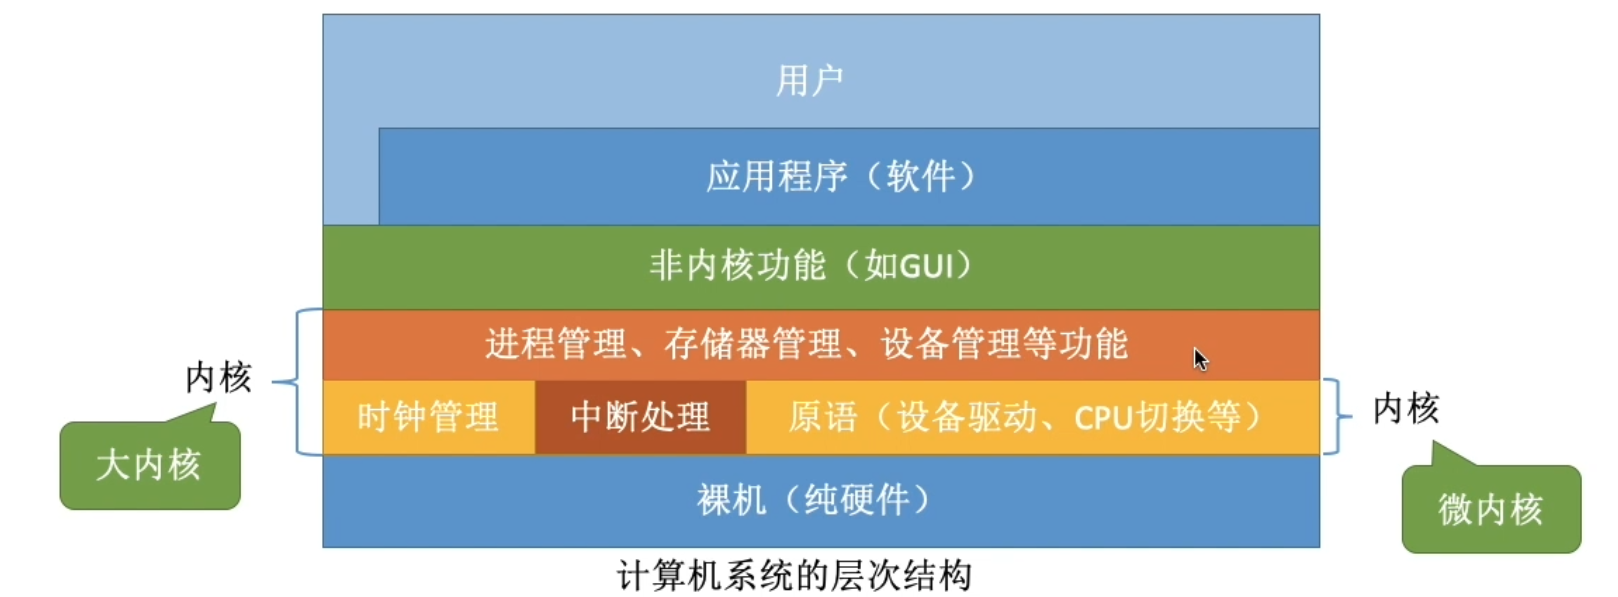 用户
应用程序（软件）
非内核功能（如GUI）
进程管理、存储器管理、设备管理等功能
内核
时钟管理
中断处理
原语（设备驱动、CPU切换等）
内核
大内核
裸机（纯硬件）
微内核
计算机系统的层次结构